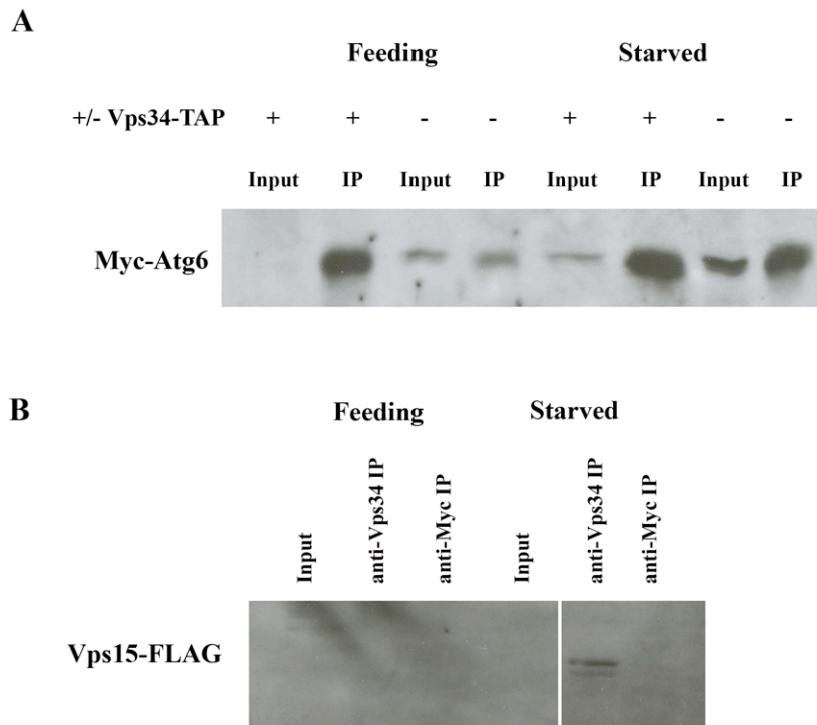 A
Feeding Starved
+/- Vps34-TAP + + - - + + - -
Input IP Input IP Input IP Input IP
Myc-Atg6
B
Feeding Starved
Input anti-Vps34 IP anti-Myc IP Input anti-Vps34 IP anti-Myc IP
Vps15-FLAG